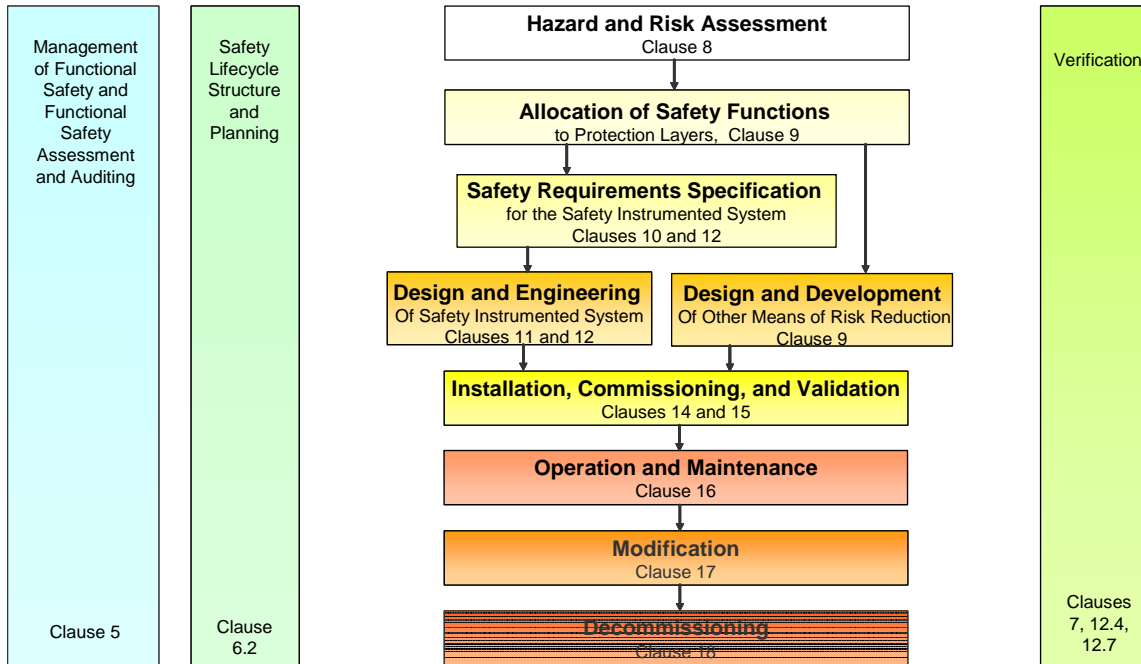 Management
of Functional
Safety and
Functional
Safety
Assessment
and Auditing
Clause 5
Safety
Lifecycle
Structure
and
Planning
Clause
6.2
Hazard and Risk Assessment
Clause 8
Allocation of Safety Functions
to Protection Layers, Clause 9
Safety Requirements Specification
for the Safety Instrumented System
Clauses 10 and 12
Design and Engineering
Of Safety Instrumented System
Clauses 11 and 12
Design and Development
Of Other Means of Risk Reduction
Clause 9
Installation, Commissioning, and Validation
Clauses 14 and 15
Operation and Maintenance
Clause 16
Modification
Clause 17
Decommissioning
Clause 18
Verification
Clauses
7, 12.4,
12.7